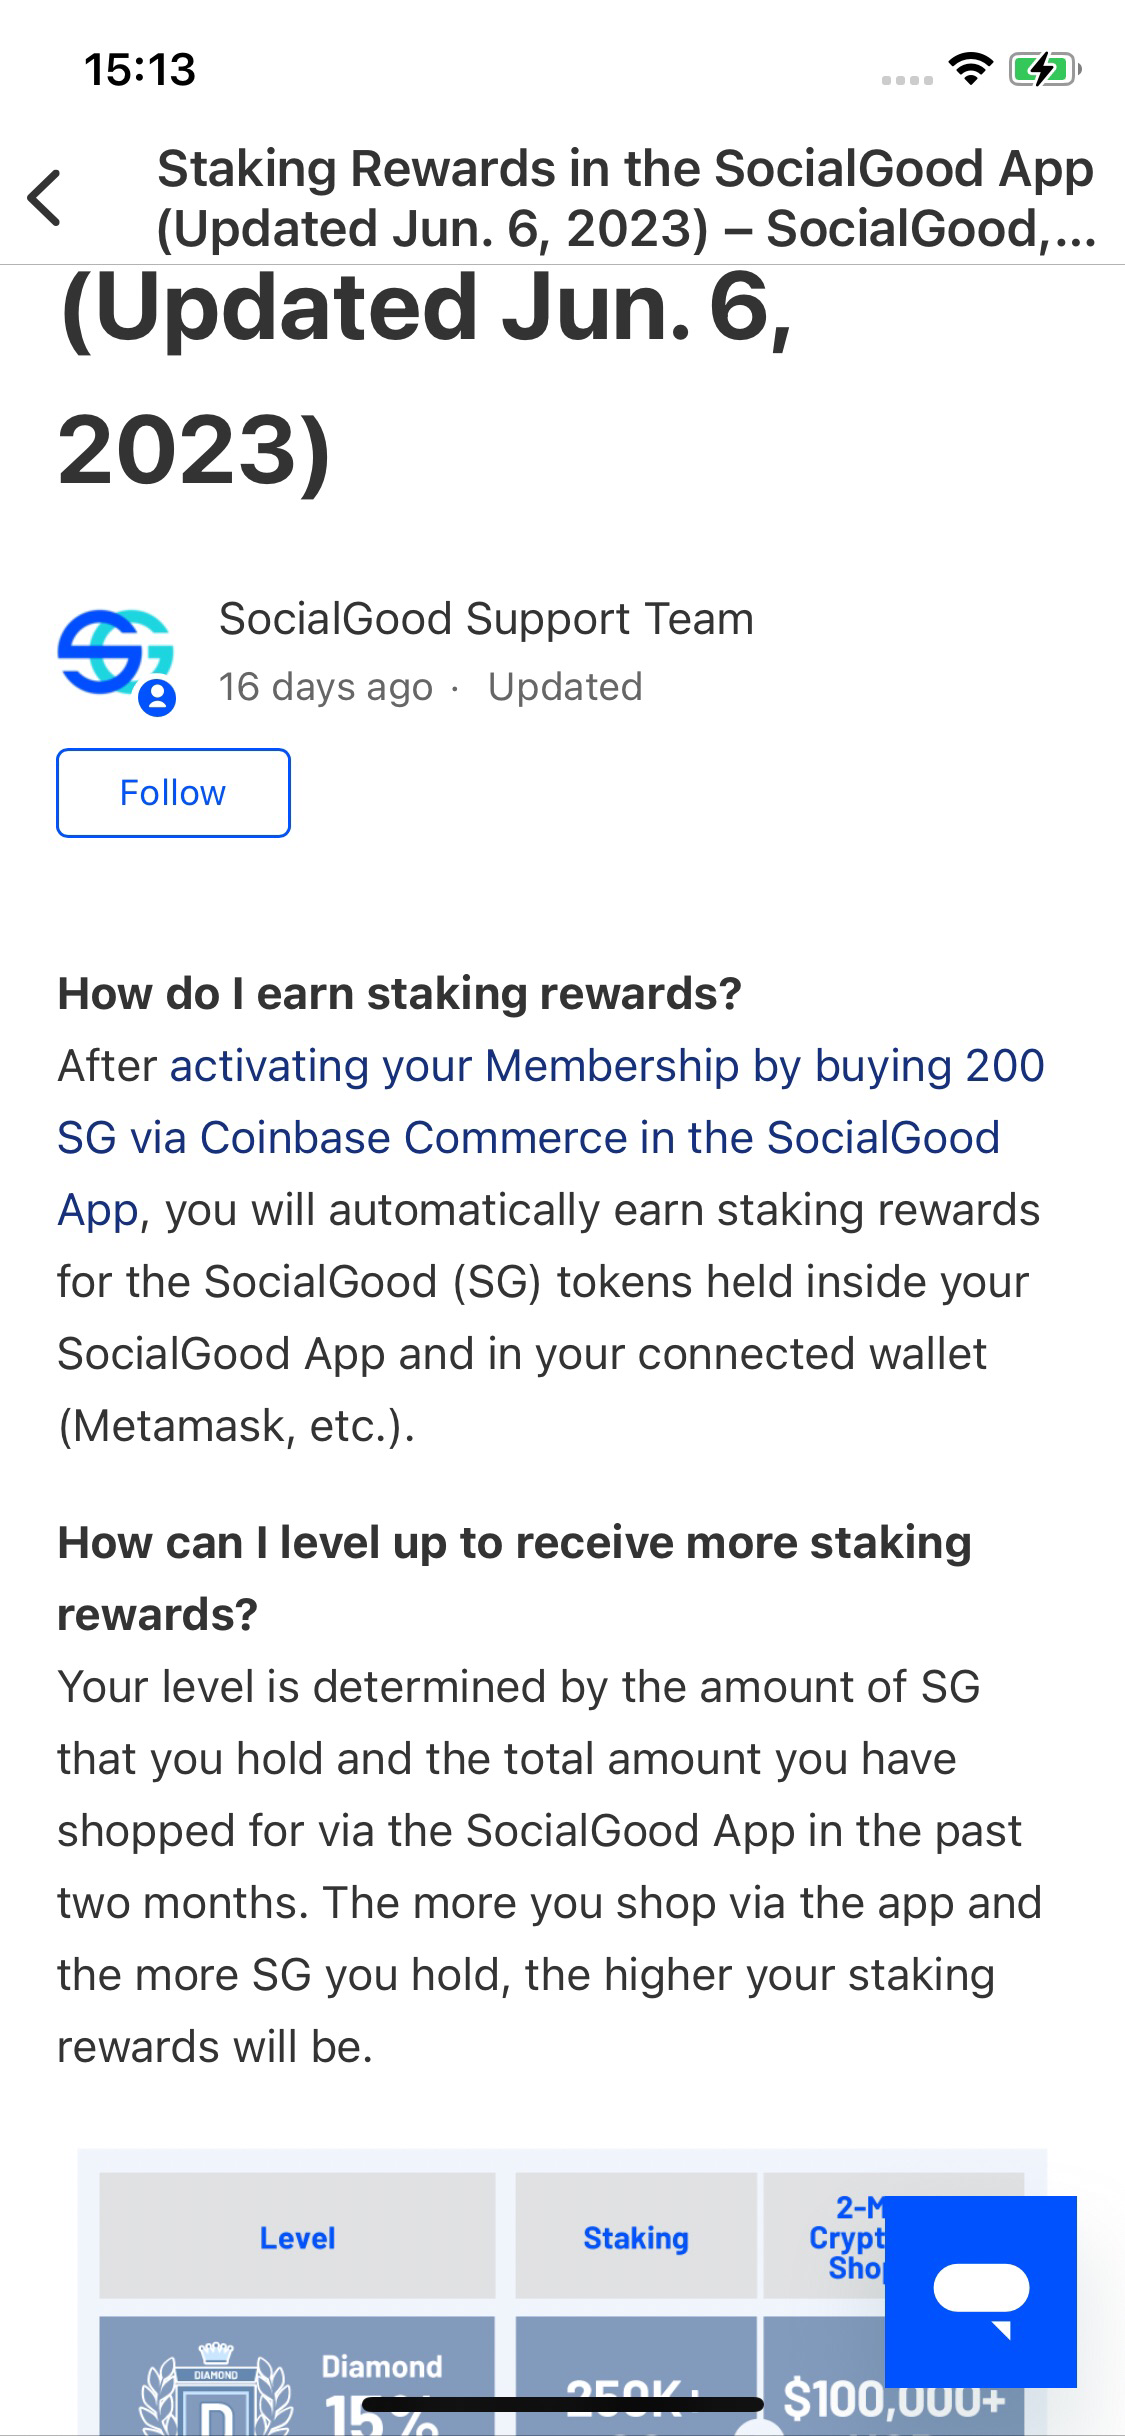 15:13
Staking Rewards in the SocialGood App
(Updated Jun. 6, 2023) – SocialGood,...
(Updated Jun. 6,
2023)
SocialGood Support Team
16 days ago · Updated
Follow
How do I earn staking rewards?
After activating your Membership by buying 200
SG via Coinbase Commerce in the SocialGood
App, you will automatically earn staking rewards
for the SocialGood (SG) tokens held inside your
SocialGood App and in your connected wallet
(Metamask, etc.).
How can I level up to receive more staking
rewards?
Your level is determined by the amount of SG
that you hold and the total amount you have
shopped for via the SocialGood App in the past
two months. The more you shop via the app and
the more SG you hold, the higher your staking
rewards will be.
Level
Staking
2-M
Crypt
Sho
DIAMOND
D
Diamond
15%
250K+
$100,000+